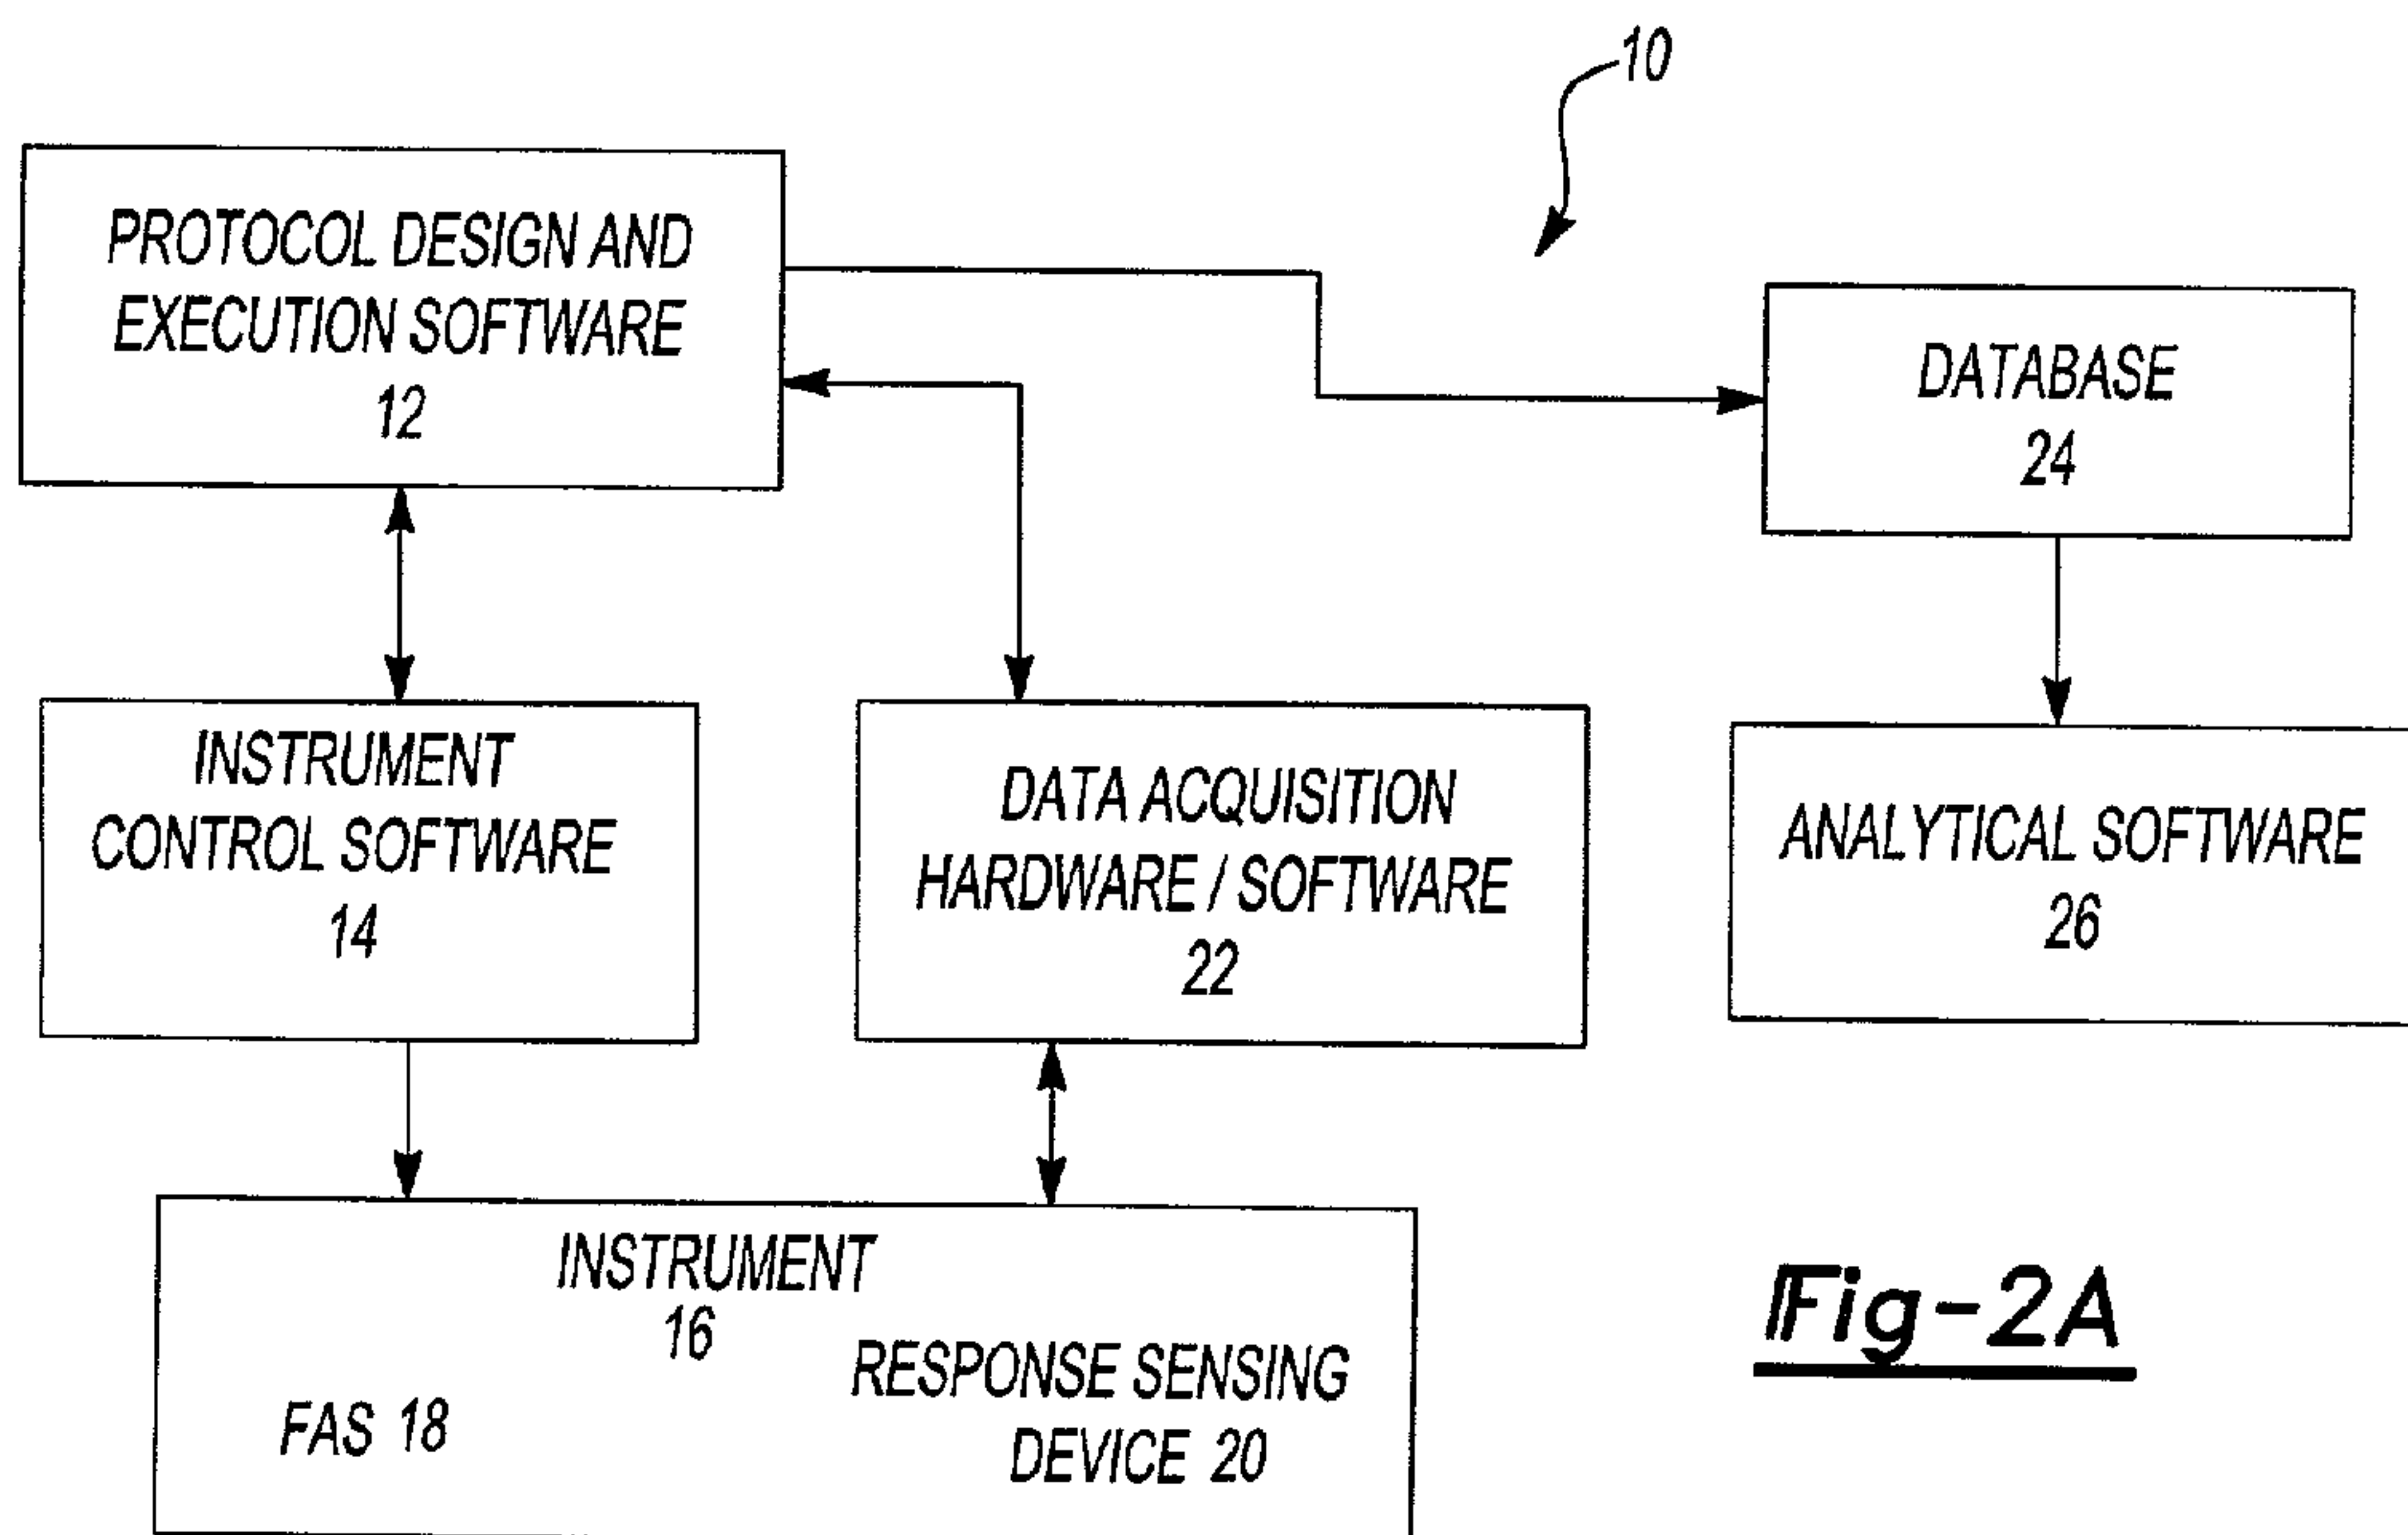 10
PROTOCOL DESIGN AND
EXECUTION SOFTWARE
12
DATABASE
24
INSTRUMENT
CONTROL SOFTWARE
14
DATA ACQUISITION
HARDWARE / SOFTWARE
22
ANALYTICAL SOFTWARE
26
INSTRUMENT
16
FAS 18
RESPONSE SENSING
DEVICE 20
Fig-2A